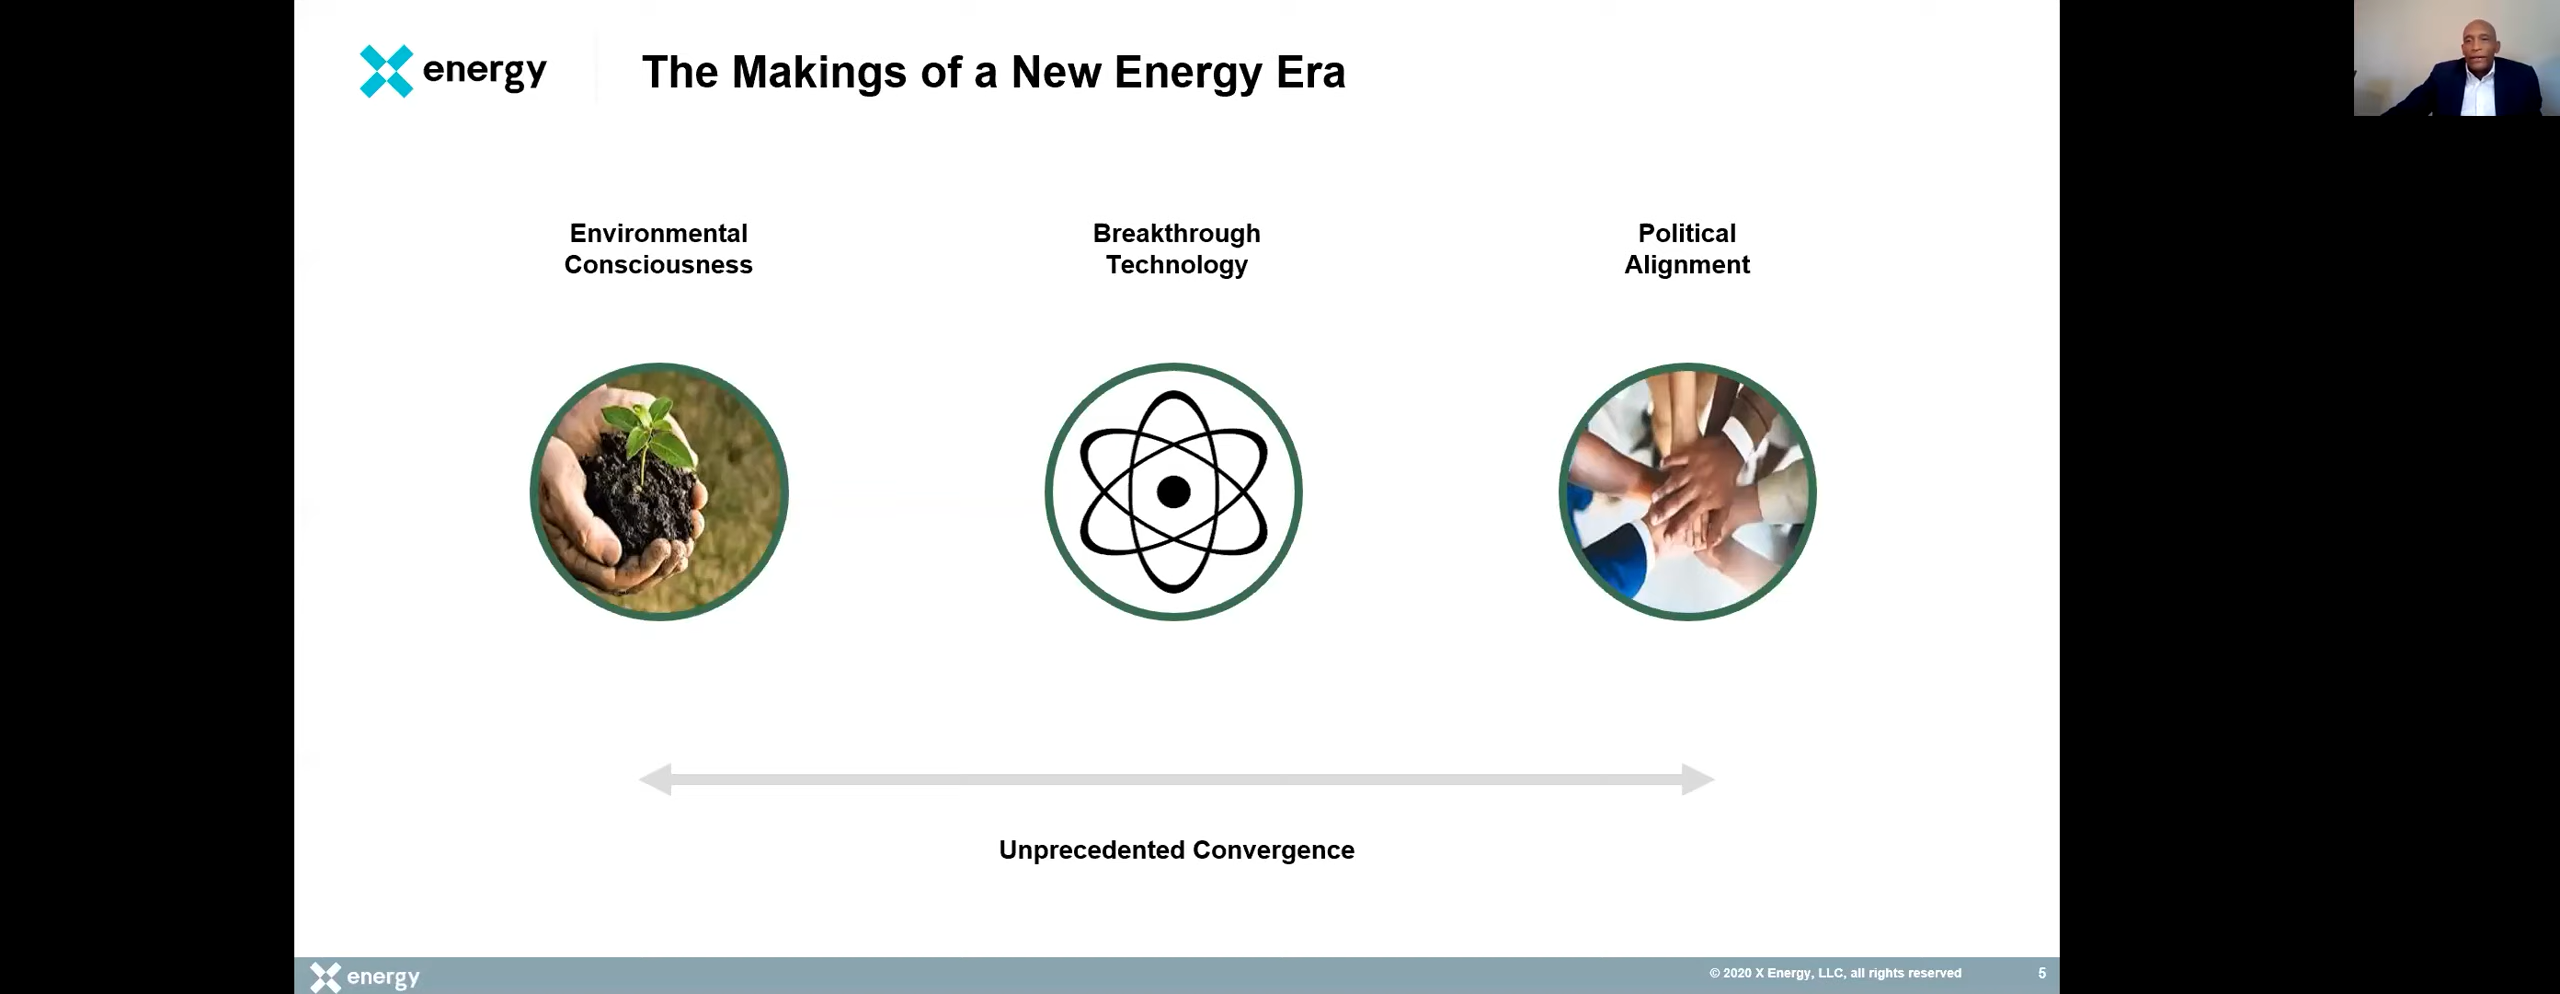 energy
The Makings of a New Energy Era
Environmental
Consciousness
Breakthrough
Technology
Political
Alignment
Unprecedented Convergence
energy
© 2020 X Energy, LLC, all rights reserved
5